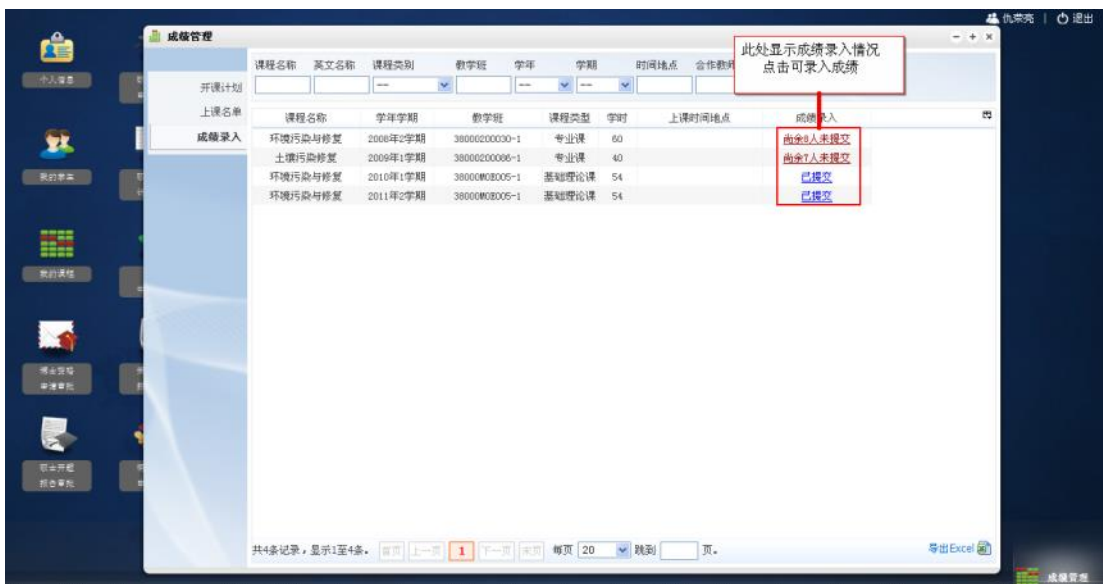 仇荣亮 | 退出
成绩管理
此处显示成绩录入情况
点击可录入成绩
课程名称 英文名称 课程类别 教学班 学年 学期 时间地点 合作教师
-- -- --
开课计划
上课名单
成绩录入
课程名称 学年学期 教学班 课程类型 学时 上课时间地点 成绩录入
环境污染与修复 2008年2学期 38000200030-1 专业课 60 尚余8人未提交
土壤污染修复 2009年1学期 38000200086-1 专业课 40 尚余7人未提交
环境污染与修复 2010年1学期 38000M0E005-1 基础理论课 54 已提交
环境污染与修复 2011年2学期 38000M0E005-1 基础理论课 54 已提交
个人信息
我的学生
我的课程
申请审批
报告审批
共4条记录，显示1至4条。 首页 上一页 1 下一页 末页 每页 20 跳到 页。
导出Excel
成绩管理